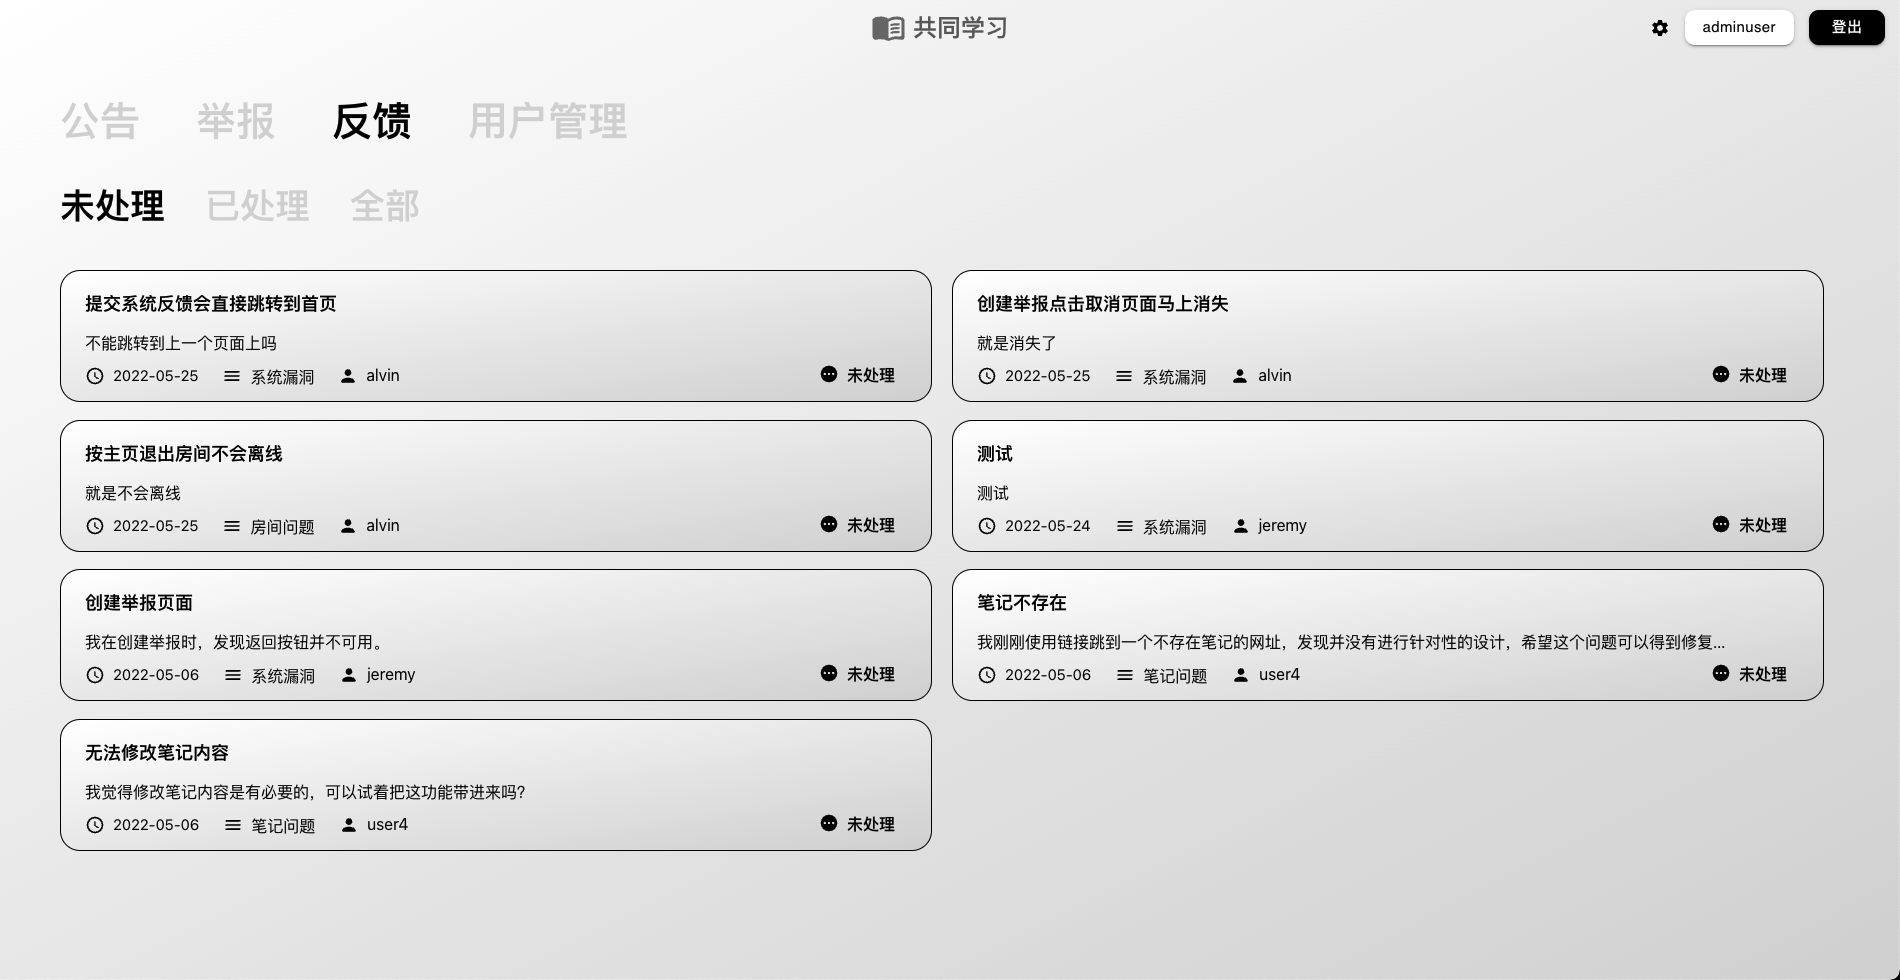 共同学习
adminuser
登出
公告 举报 反馈 用户管理
未处理 已处理 全部
提交系统反馈会直接跳转到首页
不能跳转到上一个页面上吗
2022-05-25 系统漏洞 alvin 未处理
创建举报点击取消页面马上消失
就是消失了
2022-05-25 系统漏洞 alvin 未处理
按主页退出房间不会离线
就是不会离线
2022-05-25 房间问题 alvin 未处理
测试
测试
2022-05-24 系统漏洞 jeremy 未处理
创建举报页面
我在创建举报时，发现返回按钮并不可用。
2022-05-06 系统漏洞 jeremy 未处理
笔记不存在
我刚刚使用链接跳到一个不存在笔记的网址，发现并没有进行针对性的设计，希望这个问题可以得到修复...
2022-05-06 笔记问题 user4 未处理
无法修改笔记内容
我觉得修改笔记内容是有必要的，可以试着把这功能带进来吗?
2022-05-06 笔记问题 user4 未处理